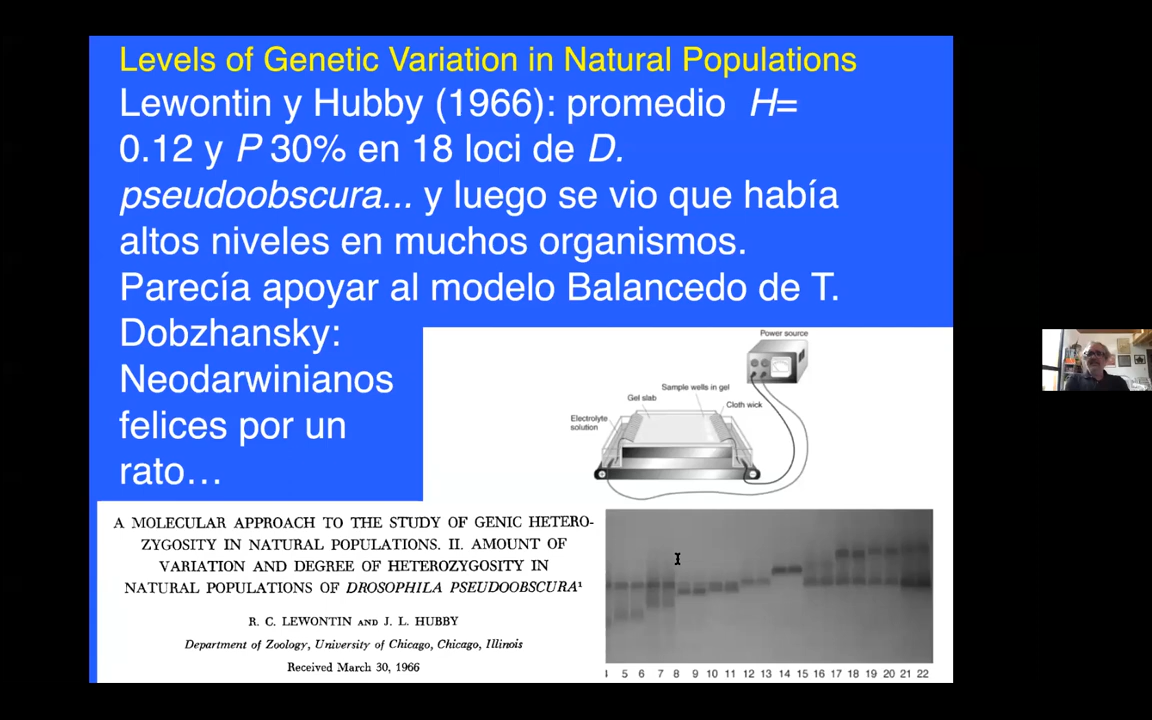 Levels of Genetic Variation in Natural Populations
Lewontin y Hubby (1966): promedio H=
0.12 y P 30% en 18 loci de D.
pseudoobscura... y luego se vio que había
altos niveles en muchos organismos.
Parecía apoyar al modelo Balancedo de T.
Dobzhansky:
Neodarwinianos
felices por un
rato…
Power source
Sample wells in gel
Gel slab
Cloth wick
Electrolyte
solution
A MOLECULAR APPROACH TO THE STUDY OF GENIC HETERO-
ZYGOSITY IN NATURAL POPULATIONS. II. AMOUNT OF
VARIATION AND DEGREE OF HETEROZYGOSITY IN
NATURAL POPULATIONS OF DROSOPHILA PSEUDOOBSCURA¹
R. C. LEWONTIN AND J. L. HUBBY
Department of Zoology, University of Chicago, Chicago, Illinois
Received March 30, 1966
5 6 7 8 9 10 11 12 13 14 15 16 17 18 19 20 21 22